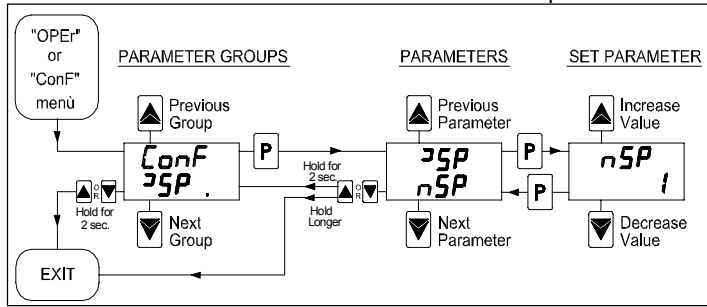 "OPEr"
or
"ConF"
menù
PARAMETER GROUPS
PARAMETERS
SET PARAMETER
Previous
Group
Previous
Parameter
Increase
Value
ConF
SP .
P
Hold for
2 sec.
SP
nSP
P
P
nSP
1
OR
Hold for
2 sec.
Next
Group
Hold
Longer
OR
Next
Parameter
Decrease
Value
EXIT